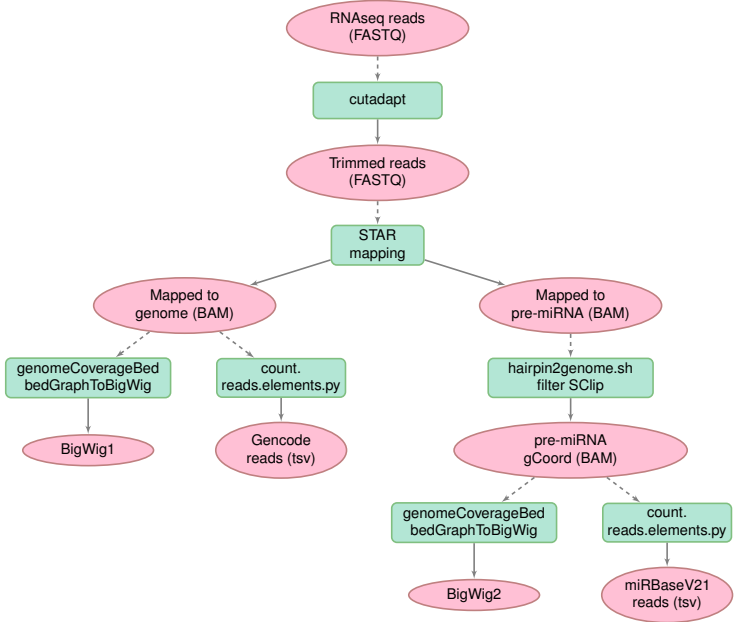 RNAseq reads
(FASTQ)
cutadapt
Trimmed reads
(FASTQ)
STAR
mapping
Mapped to
genome (BAM)
Mapped to
pre-miRNA (BAM)
genomeCoverageBed
bedGraphToBigWig
count.
reads.elements.py
hairpin2genome.sh
filter SClip
BigWig1
Gencode
reads (tsv)
pre-miRNA
gCoord (BAM)
genomeCoverageBed
bedGraphToBigWig
count.
reads.elements.py
BigWig2
miRBaseV21
reads (tsv)